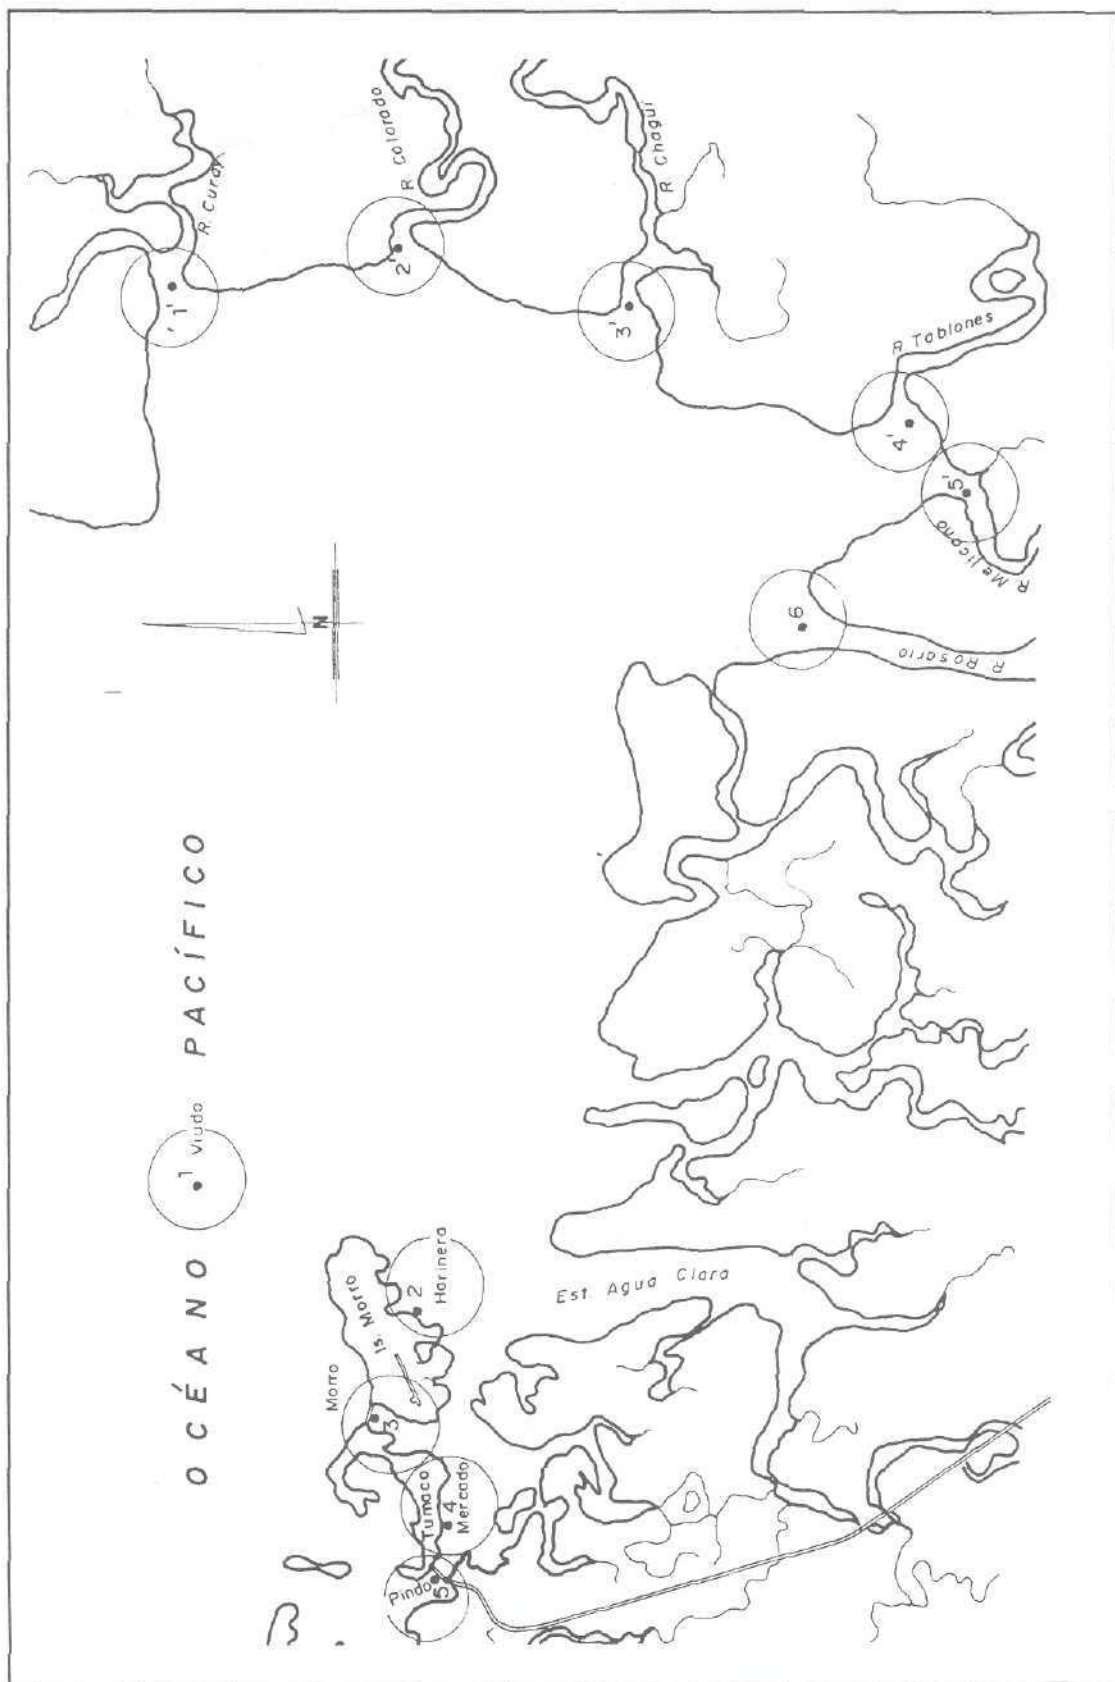 OCÉANO PACÍFICO
1 Viudo
Morro
3
Is. Morro
2
Harinera
Tumaco
4
Mercado
Pindo
5
Est. Agua Clara
N
R. Curay
1'
R. Colorado
2'
R. Chagüí
3'
R. Tablones
4'
5'
R. Mejicano
6
R. Rosario